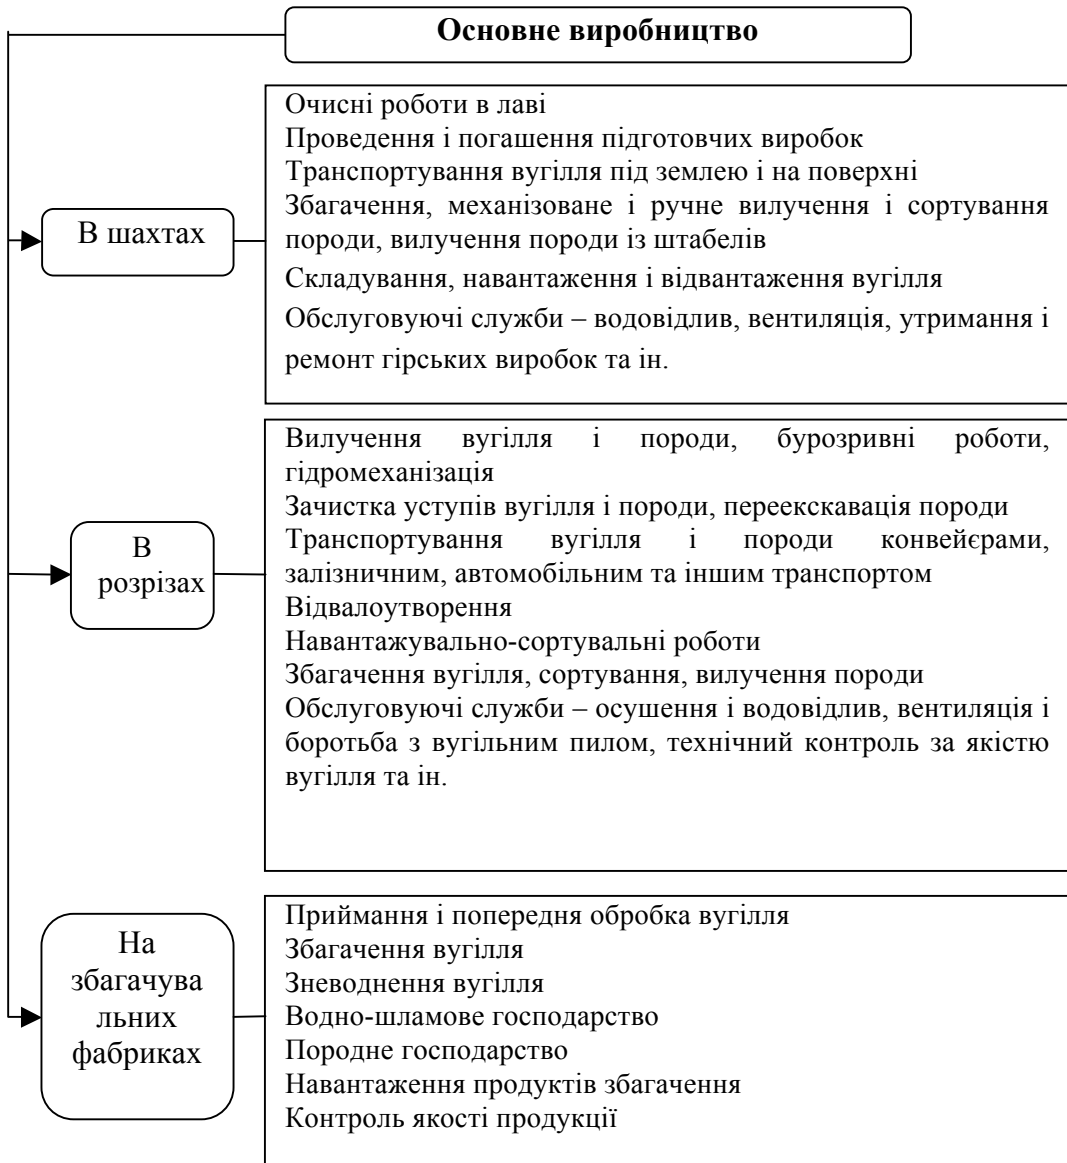 Основне виробництво
В шахтах
Очисні роботи в лаві
Проведення і погашення підготовчих виробок
Транспортування вугілля під землею і на поверхні
Збагачення, механізоване і ручне вилучення і сортування
породи, вилучення породи із штабелів
Складування, навантаження і відвантаження вугілля
Обслуговуючі служби – водовідлив, вентиляція, утримання і
ремонт гірських виробок та ін.
В
розрізах
Вилучення вугілля і породи, бурозривні роботи,
гідромеханізація
Зачистка уступів вугілля і породи, переекскавація породи
Транспортування вугілля і породи конвейєрами,
залізничним, автомобільним та іншим транспортом
Відвалоутворення
Навантажувально-сортувальні роботи
Збагачення вугілля, сортування, вилучення породи
Обслуговуючі служби – осушення і водовідлив, вентиляція і
боротьба з вугільним пилом, технічний контроль за якістю
вугілля та ін.
На
збагачува
льних
фабриках
Приймання і попередня обробка вугілля
Збагачення вугілля
Зневоднення вугілля
Водно-шламове господарство
Породне господарство
Навантаження продуктів збагачення
Контроль якості продукції